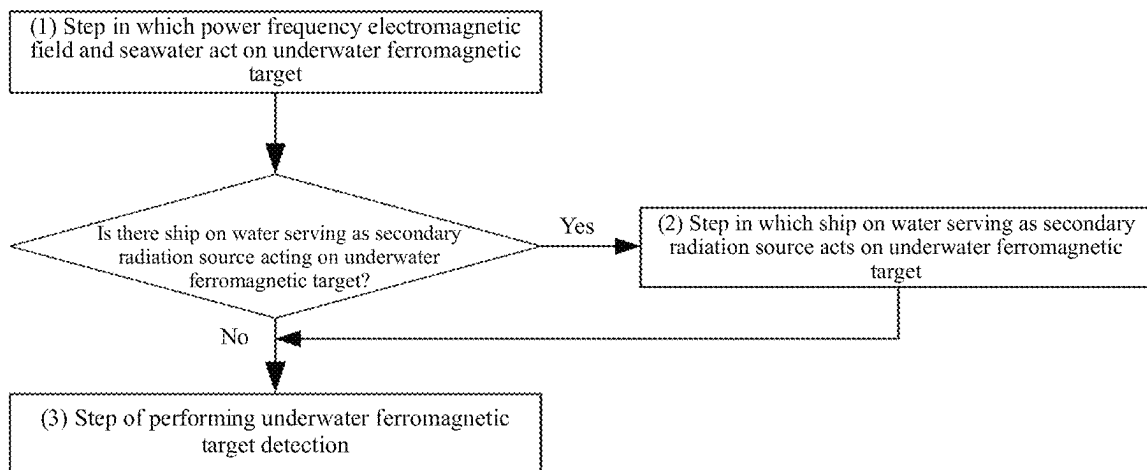 (1) Step in which power frequency electromagnetic
field and seawater act on underwater ferromagnetic
target
Is there ship on water serving as secondary
radiation source acting on underwater
ferromagnetic target?
Yes
(2) Step in which ship on water serving as secondary
radiation source acts on underwater ferromagnetic
target
No
(3) Step of performing underwater ferromagnetic
target detection